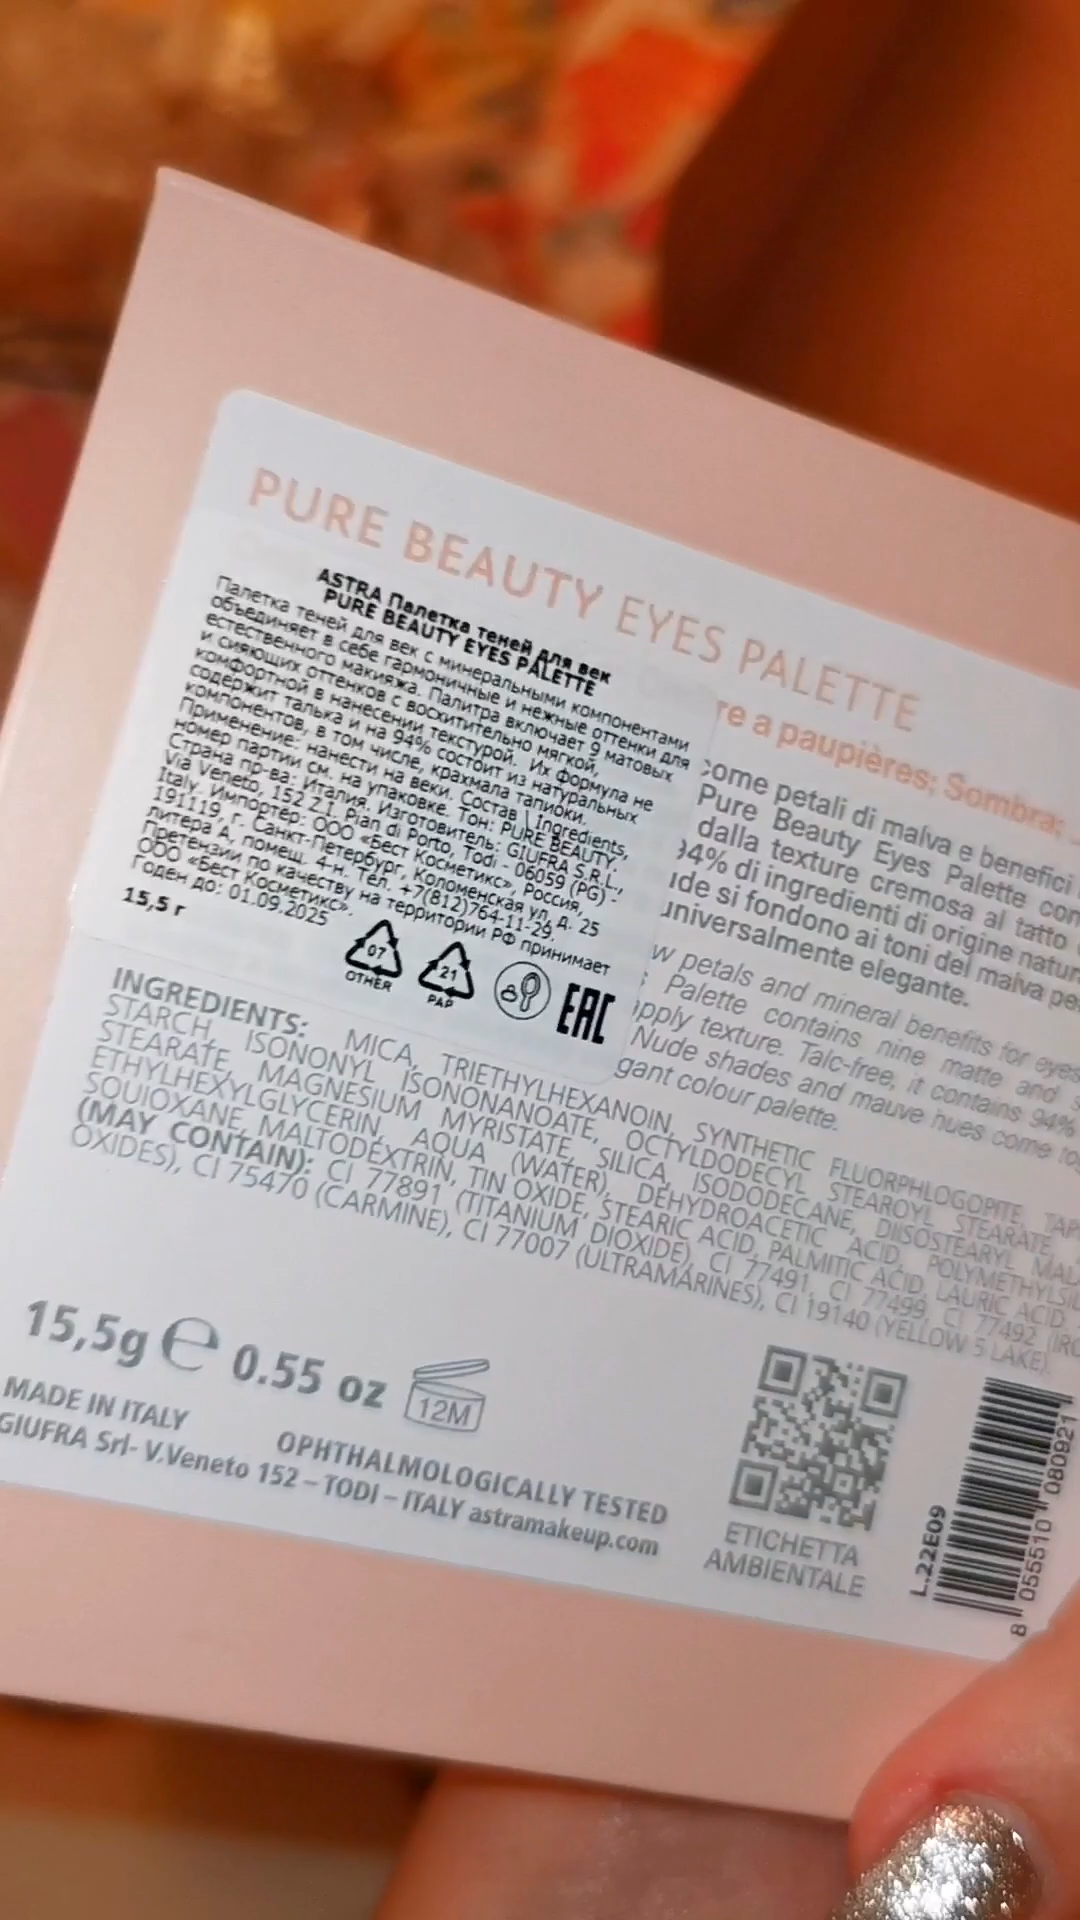 PURE BEAUTY EYES PALETTE
ASTRA Палетка теней для век
PURE BEAUTY EYES PALETTE
Палетка теней для век с минеральными компонентами
объединяет в себе гармоничные и нежные оттенки для
естественного макияжа. Палитра включает 9 матовых
и сияющих оттенков с восхитительно мягкой,
комфортной в нанесении текстурой. Их формула не
содержит талька и на 94% состоит из натуральных
компонентов, в том числе, крахмала тапиоки.
Применение: нанести на веки. Состав \ Ingredients,
номер партии см. на упаковке. Тон: PURE BEAUTY.
Страна пр-ва: Италия. Изготовитель: GIUFRA S.R.L.,
Via Veneto, 152 Z.I. Pian di Porto, Todi - 06059 (PG) -
Italy. Импортёр: ООО «Бест Косметикс», Россия,
191119, г. Санкт-Петербург, Коломенская ул, д. 25
литера А, помещ. 4-н. Тел. +7(812)764-11-29.
Претензии по качеству на территории РФ принимает
ООО «Бест Косметикс».
Годен до: 01.09.2025
15,5 г
07
OTHER
21
PAP
EAC
re a paupières; Sombra;
come petali di malva e benefici
Pure Beauty Eyes Palette con
dalla texture cremosa al tatto
94% di ingredienti di origine natur
ude si fondono ai toni del malva pe
universalmente elegante.
w petals and mineral benefits for eyes
Palette contains nine matte and s
pply texture. Talc-free, it contains 94%
Nude shades and mauve hues come to
gant colour palette.
INGREDIENTS: MICA, TRIETHYLHEXANOIN, SYNTHETIC FLUORPHLOGOPITE, TAP
STARCH, ISONONYL ISONONANOATE, OCTYLDODECYL STEAROYL STEARATE,
STEARATE, MAGNESIUM MYRISTATE, SILICA, ISODODECANE, DIISOSTEARYL MAL
ETHYLHEXYLGLYCERIN, AQUA (WATER), DEHYDROACETIC ACID, POLYMETHYLSIL
SQUIOXANE, MALTODEXTRIN, TIN OXIDE, STEARIC ACID, PALMITIC ACID, LAURIC ACID.
(MAY CONTAIN): CI 77891 (TITANIUM DIOXIDE), CI 77491, CI 77499, CI 77492 (IRO
OXIDES), CI 75470 (CARMINE), CI 77007 (ULTRAMARINES), CI 19140 (YELLOW 5 LAKE).
15,5g e 0.55 oz
12M
MADE IN ITALY
OPHTHALMOLOGICALLY TESTED
GIUFRA Srl- V.Veneto 152 – TODI – ITALY astramakeup.com
ETICHETTA
AMBIENTALE
L.22E09
8 055510 080921